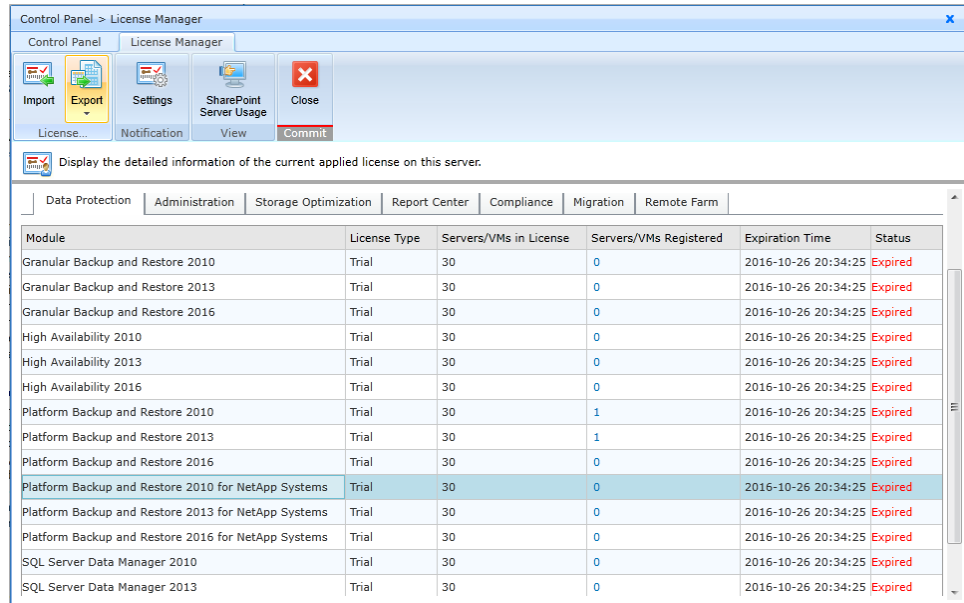 Control Panel > License Manager
x
Control Panel License Manager
Import Export Settings SharePoint Server Usage Close
License... Notification View Commit
Display the detailed information of the current applied license on this server.
Data Protection Administration Storage Optimization Report Center Compliance Migration Remote Farm
Module License Type Servers/VMs in License Servers/VMs Registered Expiration Time Status
Granular Backup and Restore 2010 Trial 30 0 2016-10-26 20:34:25 Expired
Granular Backup and Restore 2013 Trial 30 0 2016-10-26 20:34:25 Expired
Granular Backup and Restore 2016 Trial 30 0 2016-10-26 20:34:25 Expired
High Availability 2010 Trial 30 0 2016-10-26 20:34:25 Expired
High Availability 2013 Trial 30 0 2016-10-26 20:34:25 Expired
High Availability 2016 Trial 30 0 2016-10-26 20:34:25 Expired
Platform Backup and Restore 2010 Trial 30 1 2016-10-26 20:34:25 Expired
Platform Backup and Restore 2013 Trial 30 1 2016-10-26 20:34:25 Expired
Platform Backup and Restore 2016 Trial 30 0 2016-10-26 20:34:25 Expired
Platform Backup and Restore 2010 for NetApp Systems Trial 30 0 2016-10-26 20:34:25 Expired
Platform Backup and Restore 2013 for NetApp Systems Trial 30 0 2016-10-26 20:34:25 Expired
Platform Backup and Restore 2016 for NetApp Systems Trial 30 0 2016-10-26 20:34:25 Expired
SQL Server Data Manager 2010 Trial 30 0 2016-10-26 20:34:25 Expired
SQL Server Data Manager 2013 Trial 30 0 2016-10-26 20:34:25 Expired